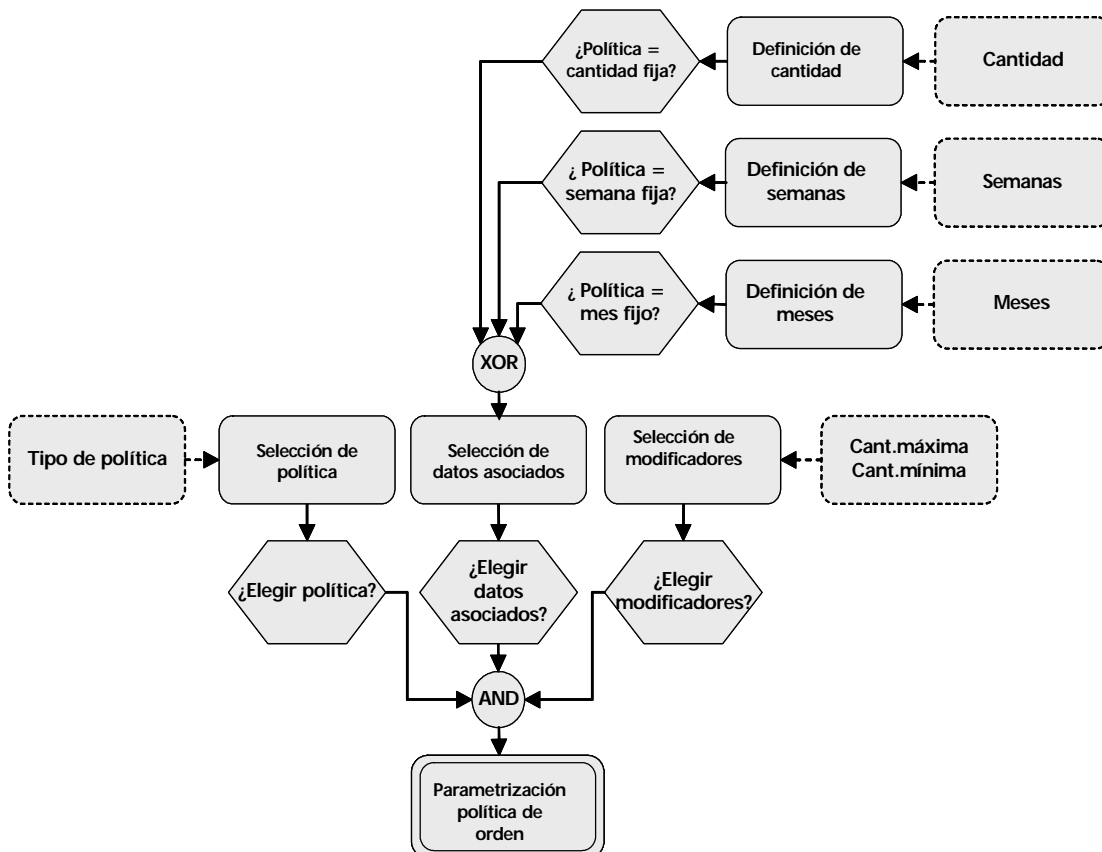 ¿Política =
cantidad fija?
Definición de
cantidad
Cantidad
¿ Política =
semana fija?
Definición de
semanas
Semanas
¿ Política =
mes fijo?
Definición de
meses
Meses
XOR
Tipo de política
Selección de
política
Selección de
datos asociados
Selección de
modificadores
Cant.máxima
Cant.mínima
¿Elegir política?
¿Elegir
datos
asociados?
¿Elegir
modificadores?
AND
Parametrización
política de
orden